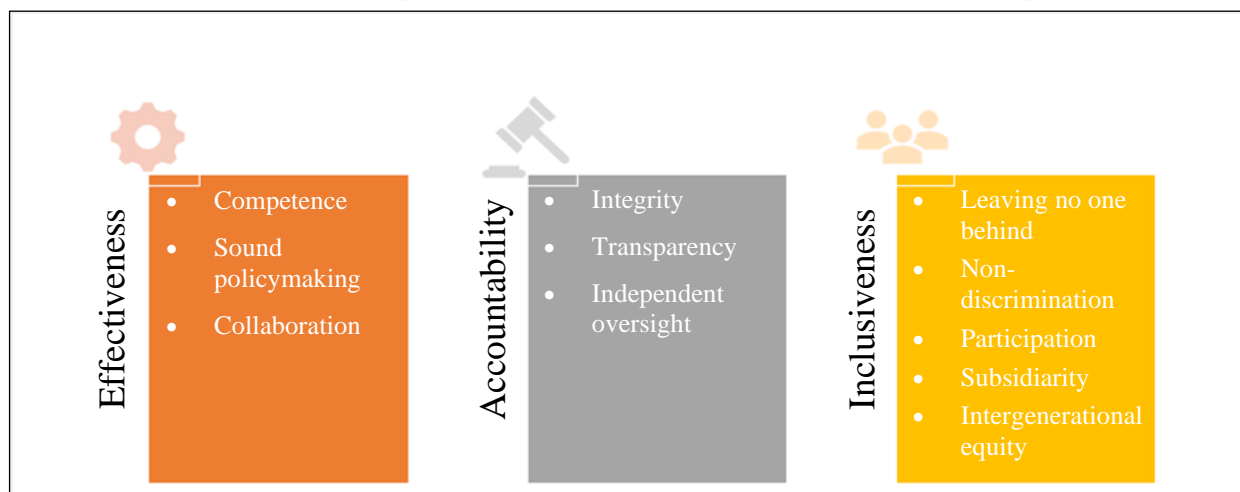 Effectiveness
• Competence
• Sound
policymaking
• Collaboration
Accountability
• Integrity
• Transparency
• Independent
oversight
Inclusiveness
• Leaving no one
behind
• Non-
discrimination
• Participation
• Subsidiarity
• Intergenerational
equity